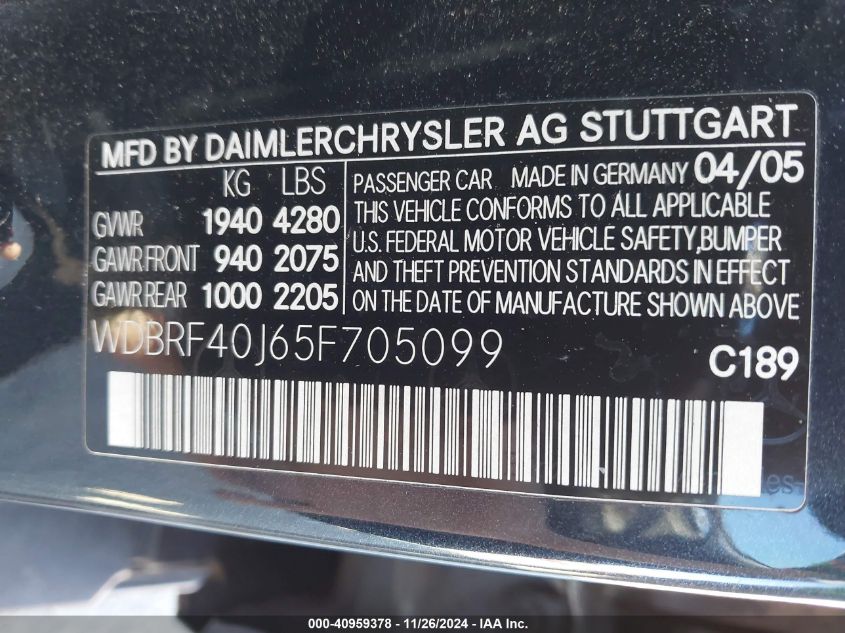 MFD BY DAIMLERCHRYSLER AG STUTTGART
KG LBS
GVWR 1940 4280
GAWR FRONT 940 2075
GAWR REAR 1000 2205
PASSENGER CAR MADE IN GERMANY 04/05
THIS VEHICLE CONFORMS TO ALL APPLICABLE
U.S. FEDERAL MOTOR VEHICLE SAFETY,BUMPER
AND THEFT PREVENTION STANDARDS IN EFFECT
ON THE DATE OF MANUFACTURE SHOWN ABOVE
WDBRF40J65F705099
C189
000-40959378 - 11/26/2024 - IAA Inc.